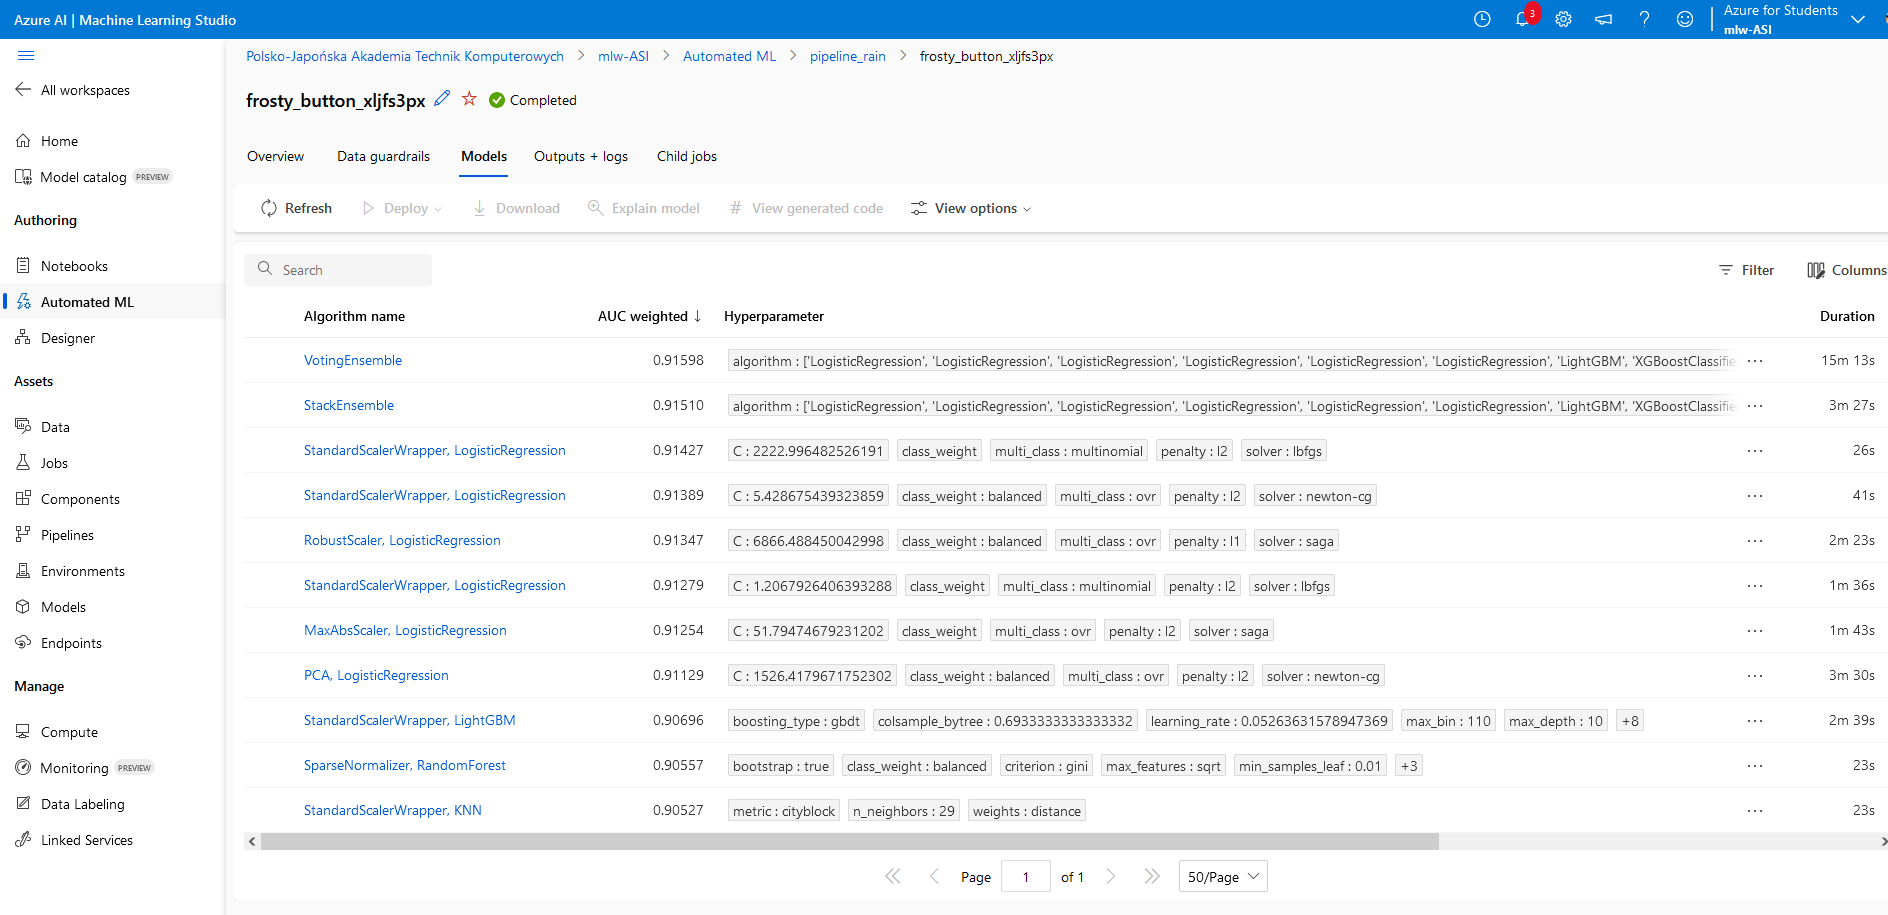 Azure AI | Machine Learning Studio
3
Azure for Students
mlw-ASI
All workspaces
Home
Model catalog PREVIEW
Authoring
Notebooks
Automated ML
Designer
Assets
Data
Jobs
Components
Pipelines
Environments
Models
Endpoints
Manage
Compute
Monitoring PREVIEW
Data Labeling
Linked Services
Polsko-Japońska Akademia Technik Komputerowych > mlw-ASI > Automated ML > pipeline_rain > frosty_button_xljfs3px
frosty_button_xljfs3px Completed
Overview Data guardrails Models Outputs + logs Child jobs
Refresh Deploy Download Explain model # View generated code View options
Search Filter Columns
Algorithm name AUC weighted ↓ Hyperparameter Duration
VotingEnsemble 0.91598 algorithm : ['LogisticRegression', 'LogisticRegression', 'LogisticRegression', 'LogisticRegression', 'LogisticRegression', 'LogisticRegression', 'LightGBM', 'XGBoostClassifie ... 15m 13s
StackEnsemble 0.91510 algorithm : ['LogisticRegression', 'LogisticRegression', 'LogisticRegression', 'LogisticRegression', 'LogisticRegression', 'LogisticRegression', 'LightGBM', 'XGBoostClassifie ... 3m 27s
StandardScalerWrapper, LogisticRegression 0.91427 C : 2222.996482526191 class_weight multi_class : multinomial penalty : l2 solver : lbfgs ... 26s
StandardScalerWrapper, LogisticRegression 0.91389 C : 5.428675439323859 class_weight : balanced multi_class : ovr penalty : l2 solver : newton-cg ... 41s
RobustScaler, LogisticRegression 0.91347 C : 6866.488450042998 class_weight : balanced multi_class : ovr penalty : l1 solver : saga ... 2m 23s
StandardScalerWrapper, LogisticRegression 0.91279 C : 1.2067926406393288 class_weight multi_class : multinomial penalty : l2 solver : lbfgs ... 1m 36s
MaxAbsScaler, LogisticRegression 0.91254 C : 51.79474679231202 class_weight multi_class : ovr penalty : l2 solver : saga ... 1m 43s
PCA, LogisticRegression 0.91129 C : 1526.4179671752302 class_weight : balanced multi_class : ovr penalty : l2 solver : newton-cg ... 3m 30s
StandardScalerWrapper, LightGBM 0.90696 boosting_type : gbdt colsample_bytree : 0.6933333333333332 learning_rate : 0.05263631578947369 max_bin : 110 max_depth : 10 +8 ... 2m 39s
SparseNormalizer, RandomForest 0.90557 bootstrap : true class_weight : balanced criterion : gini max_features : sqrt min_samples_leaf : 0.01 +3 ... 23s
StandardScalerWrapper, KNN 0.90527 metric : cityblock n_neighbors : 29 weights : distance ... 23s
Page 1 of 1 50/Page